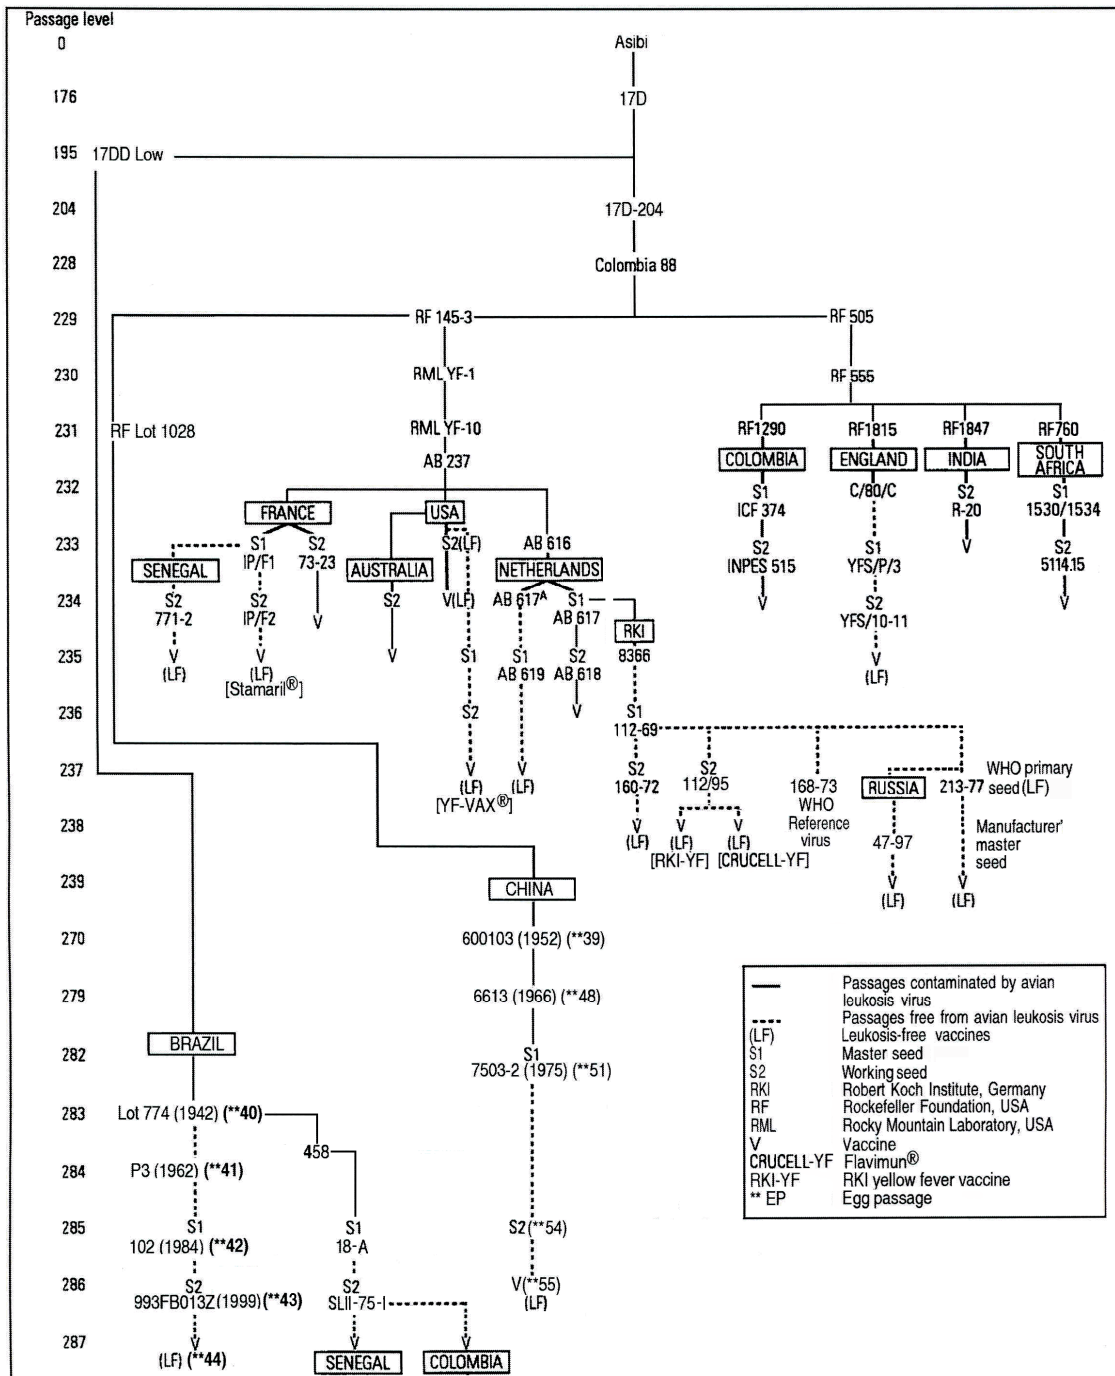 Passage level
0 Asibi
176 17D
195 17DD Low
204 17D-204
228 Colombia 88
229 RF 145-3 RF 505
230 RML YF-1 RF 555
231 RF Lot 1028 RML YF-10 RF1290 RF1815 RF1847 RF760
AB 237 COLOMBIA ENGLAND INDIA SOUTH AFRICA
232 S1 C/80/C S2 S1
FRANCE USA ICF 374 R-20 1530/1534
233 S1 S2 S2(LF) AB 616 S2 S1 V S2
IP/F1 73-23 INPES 515 YFS/P/3 5114.15
SENEGAL AUSTRALIA NETHERLANDS
234 S2 S2 V S2 V(LF) AB 617A S1 V S2 V
771-2 IP/F2 AB 617 YFS/10-11
RKI
235 V V V S1 S1 S2 8366 V
(LF) (LF) AB 619 AB 618 (LF)
[Stamaril®]
236 S2 V S1
112-69
237 V V S2 S2 168-73 RUSSIA 213-77 WHO primary
(LF) (LF) 160-72 112/95 WHO seed (LF)
[YF-VAX®] Reference
virus
238 V V V 47-97 Manufacturer'
(LF) (LF) (LF) master
[RKI-YF] [CRUCELL-YF] seed
239 CHINA V V
(LF) (LF)
270 600103 (1952) (**39)
279 6613 (1966) (**48)
BRAZIL
282 S1
7503-2 (1975) (**51)
283 Lot 774 (1942) (**40)
458
284 P3 (1962) (**41)
285 S1 S1 S2 (**54)
102 (1984) (**42) 18-A
286 S2 S2 V(**55)
993FB013Z(1999) (**43) SLII-75-I (LF)
287 V V V
(LF) (**44) SENEGAL COLOMBIA
Passages contaminated by avian
leukosis virus
Passages free from avian leukosis virus
(LF) Leukosis-free vaccines
S1 Master seed
S2 Working seed
RKI Robert Koch Institute, Germany
RF Rockefeller Foundation, USA
RML Rocky Mountain Laboratory, USA
V Vaccine
CRUCELL-YF Flavimun®
RKI-YF RKI yellow fever vaccine
** EP Egg passage